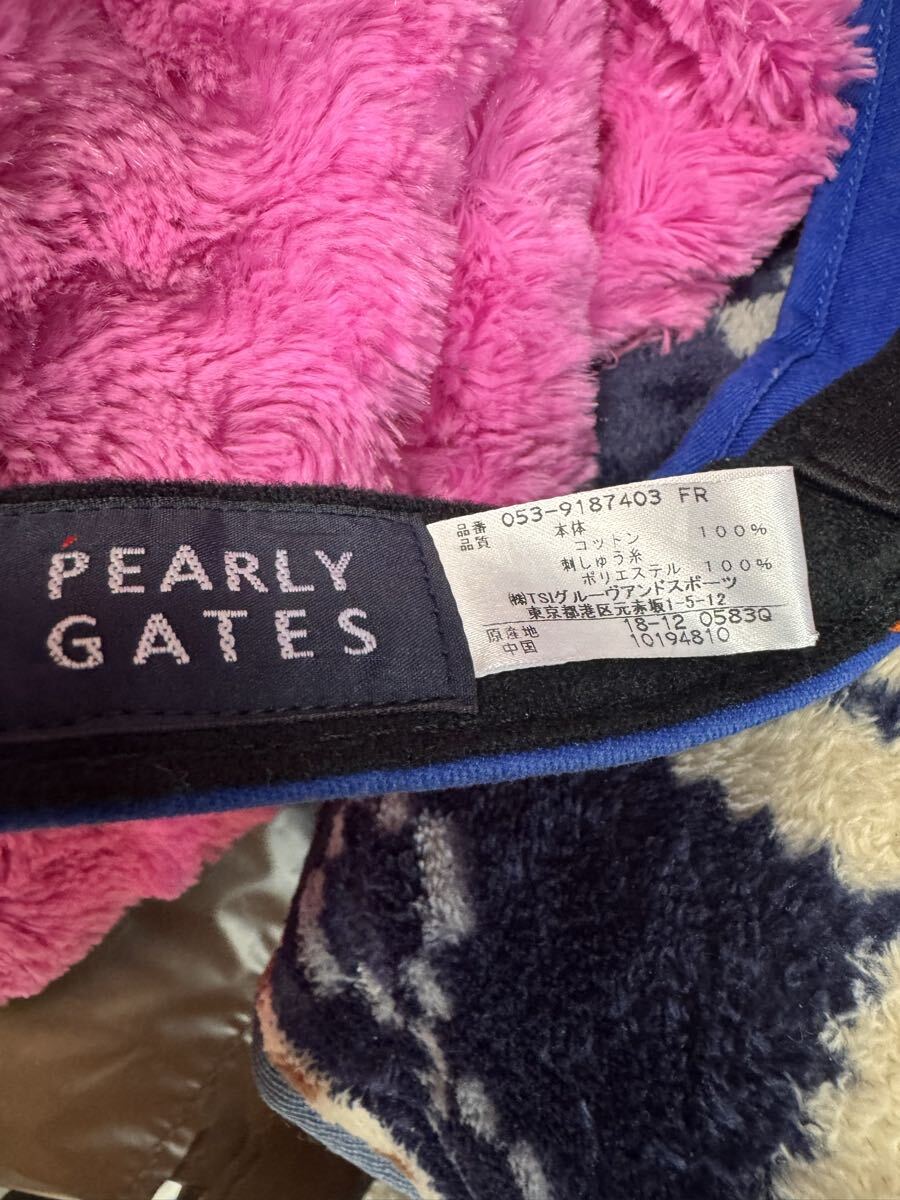 PEARLY
GATES
品番 053-9187403 FR
品質 本体
コットン 100%
刺しゅう糸
ポリエステル 100%
㈱TSIグルーヴアンドスポーツ
東京都港区元赤坂1-5-12
原産地 18-12 0583Q
中国 10194810